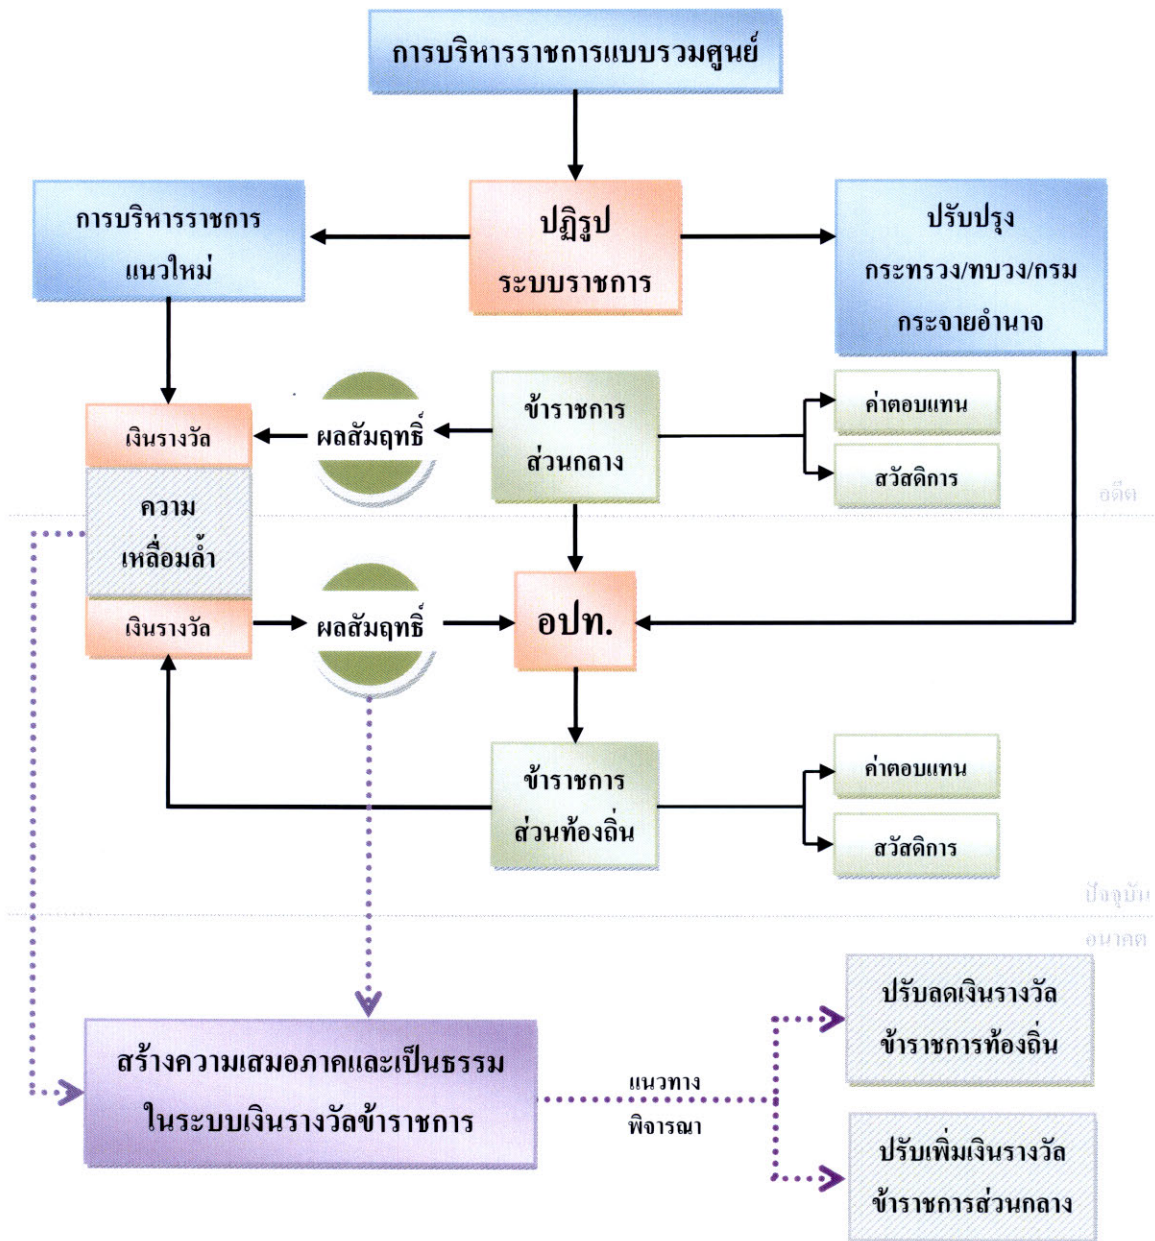 การบริหารราชการแบบรวมศูนย์
การบริหารราชการ
แนวใหม่
ปฏิรูป
ระบบราชการ
ปรับปรุง
กระทรวง/ทบวง/กรม
กระจายอำนาจ
เงินรางวัล
ผลสัมฤทธิ์
ข้าราชการ
ส่วนกลาง
ค่าตอบแทน
สวัสดิการ
อดีต
ความ
เหลื่อมล้ำ
เงินรางวัล
ผลสัมฤทธิ์
อปท.
ข้าราชการ
ส่วนท้องถิ่น
ค่าตอบแทน
สวัสดิการ
ปัจจุบัน
อนาคต
สร้างความเสมอภาคและเป็นธรรม
ในระบบเงินรางวัลข้าราชการ
แนวทาง
พิจารณา
ปรับลดเงินรางวัล
ข้าราชการท้องถิ่น
ปรับเพิ่มเงินรางวัล
ข้าราชการส่วนกลาง